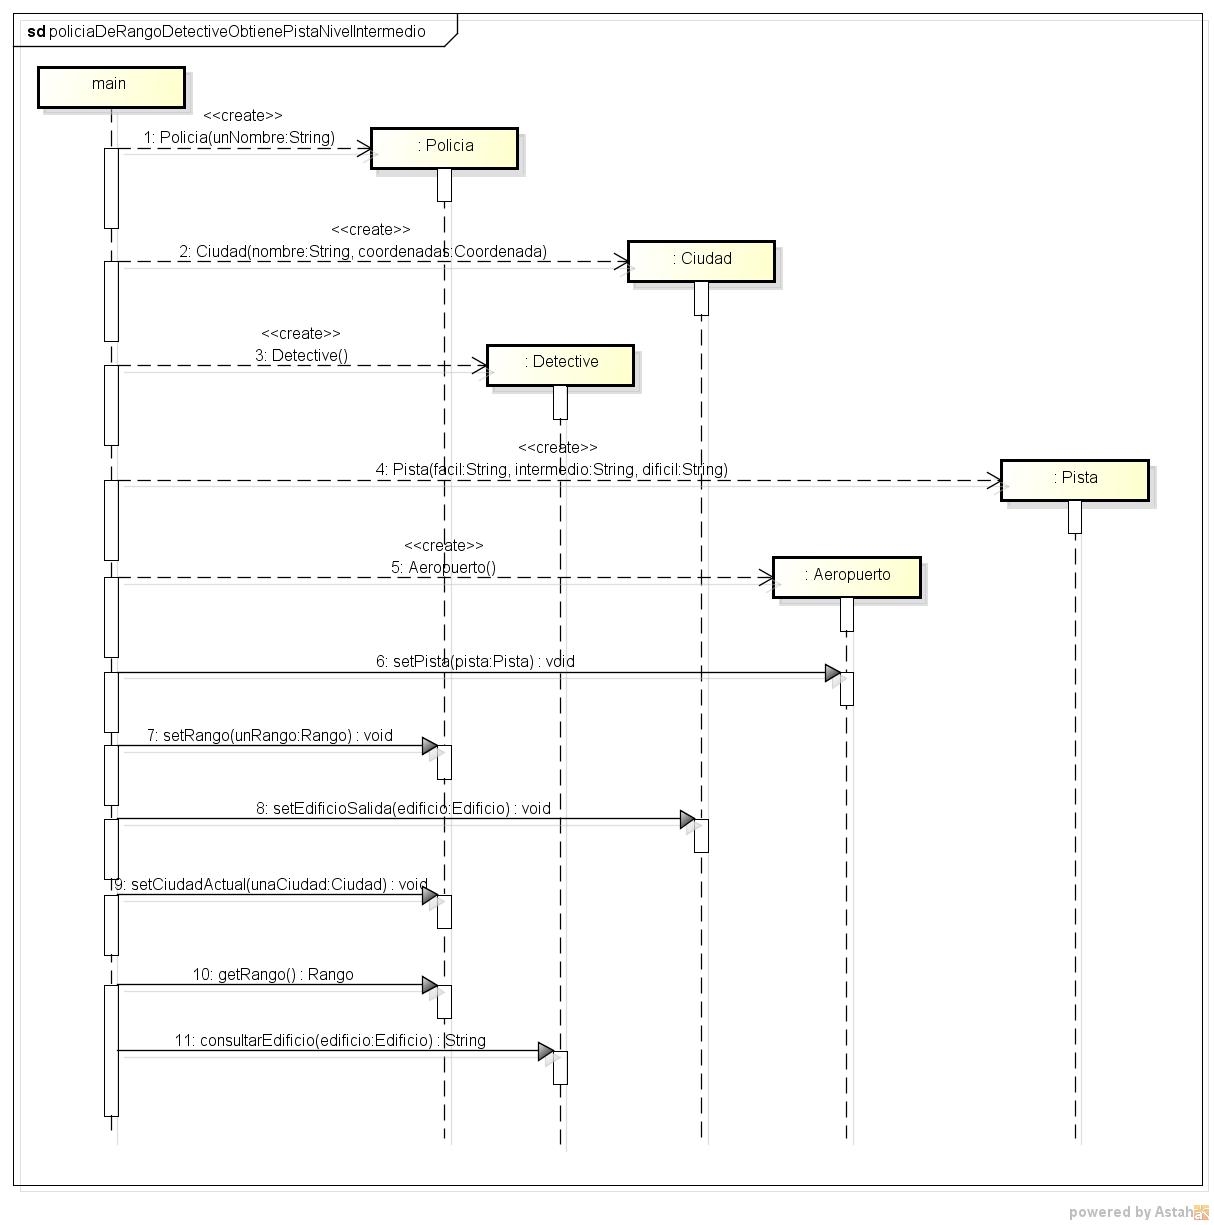 sd policiaDeRangoDetectiveObtienePistaNivelIntermedio
main
<<create>>
1: Policia(unNombre:String)
: Policia
<<create>>
2: Ciudad(nombre:String, coordenadas:Coordenada)
: Ciudad
<<create>>
3: Detective()
: Detective
<<create>>
4: Pista(facil:String, intermedio:String, dificil:String)
: Pista
<<create>>
5: Aeropuerto()
: Aeropuerto
6: setPista(pista:Pista) : void
7: setRango(unRango:Rango) : void
8: setEdificioSalida(edificio:Edificio) : void
9: setCiudadActual(unaCiudad:Ciudad) : void
10: getRango() : Rango
11: consultarEdificio(edificio:Edificio) : String
powered by Astah